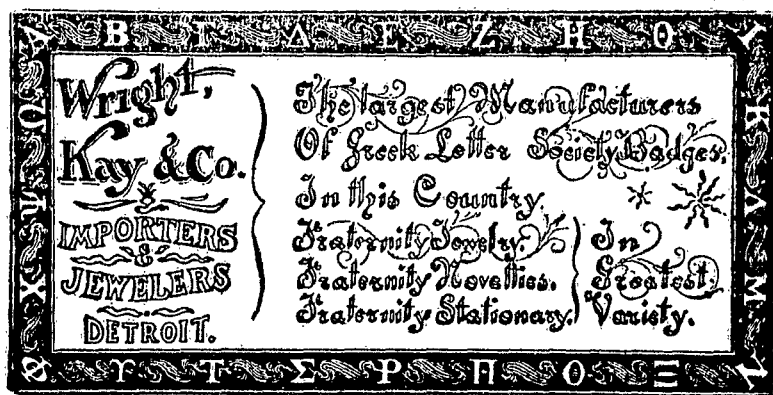 Α Β Γ Δ Ε Ζ Η Θ Ι
Κ Λ Μ Ν
Ξ Ο Π Ρ Σ Τ Υ Φ
Χ Ψ Ω
Wright,
Kay & Co.
IMPORTERS
&
JEWELERS
DETROIT.
The largest Manufacturers
Of Greek Letter Society Badges.
In this Country.
Fraternity Jewelry.
Fraternity Novelties.
Fraternity Stationary.
In
Greatest
Variety.